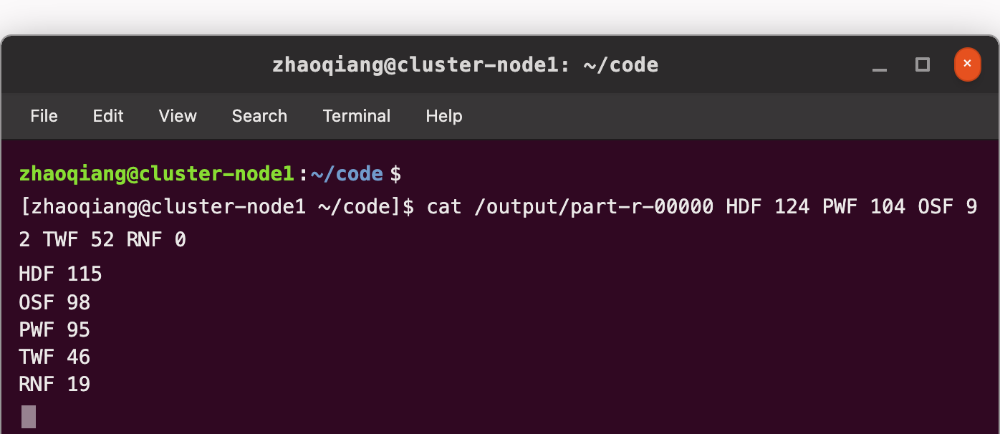 zhaoqiang@cluster-node1: ~/code
File Edit View Search Terminal Help
zhaoqiang@cluster-node1:~/code $
[zhaoqiang@cluster-node1 ~/code]$ cat /output/part-r-00000 HDF 124 PWF 104 OSF 9
2 TWF 52 RNF 0
HDF 115
OSF 98
PWF 95
TWF 46
RNF 19